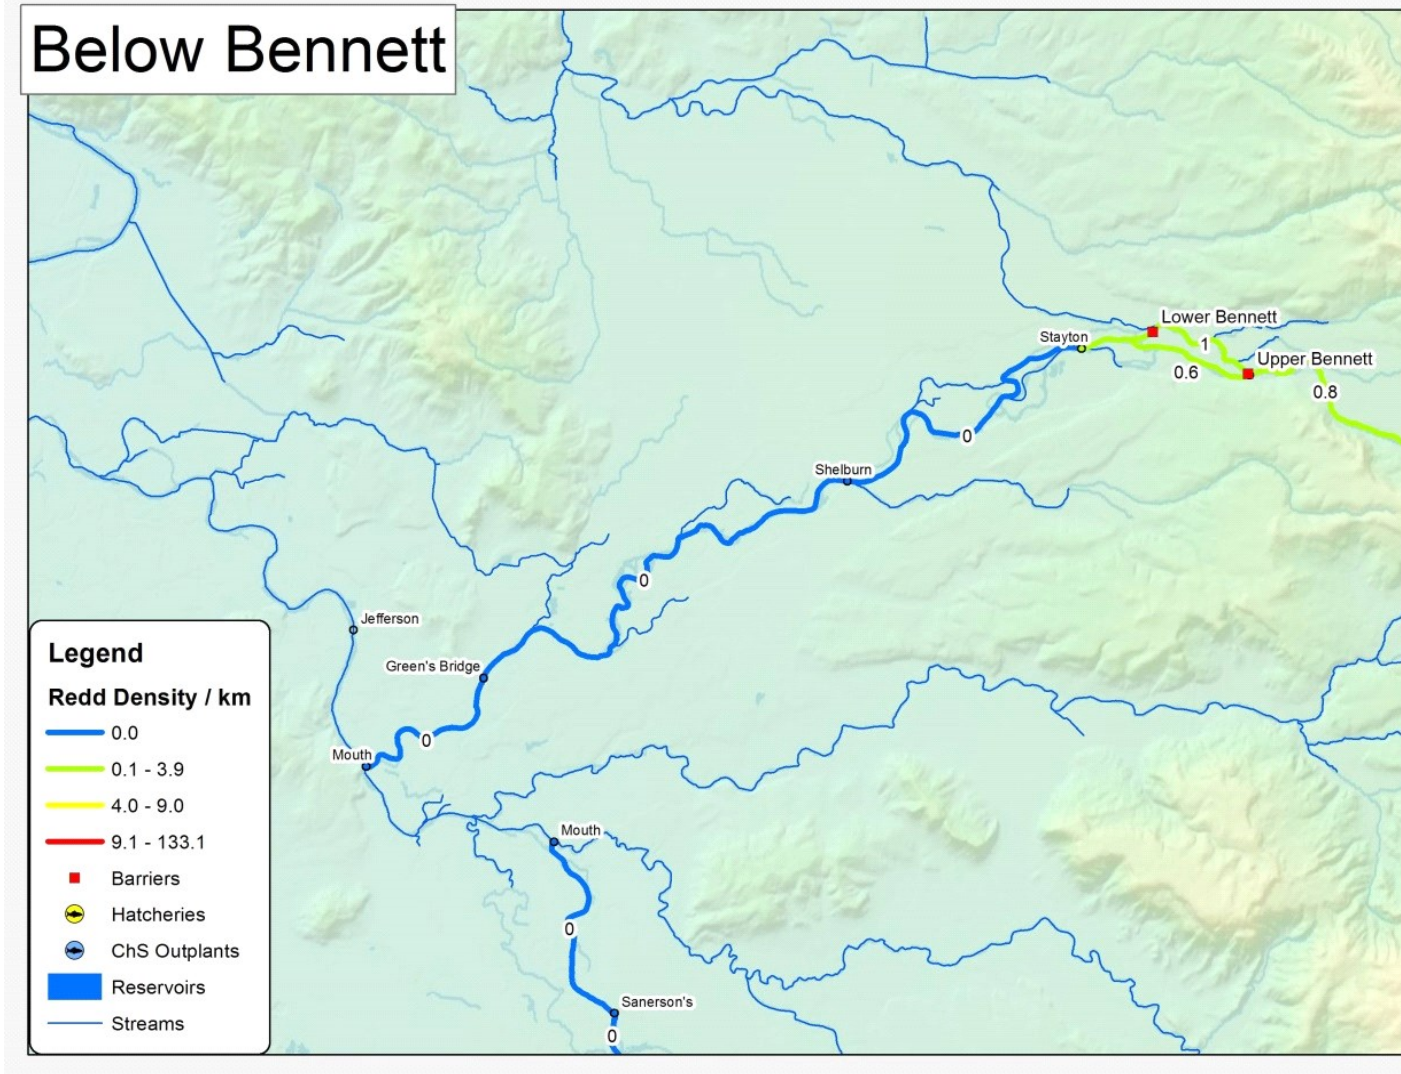 Below Bennett
Lower Bennett
Stayton
1
Upper Bennett
0.6
0.8
0
Shelburn
0
Jefferson
Green's Bridge
0
Mouth
Mouth
0
Sanerson's
0
Legend
Redd Density / km
0.0
0.1 - 3.9
4.0 - 9.0
9.1 - 133.1
Barriers
Hatcheries
ChS Outplants
Reservoirs
Streams